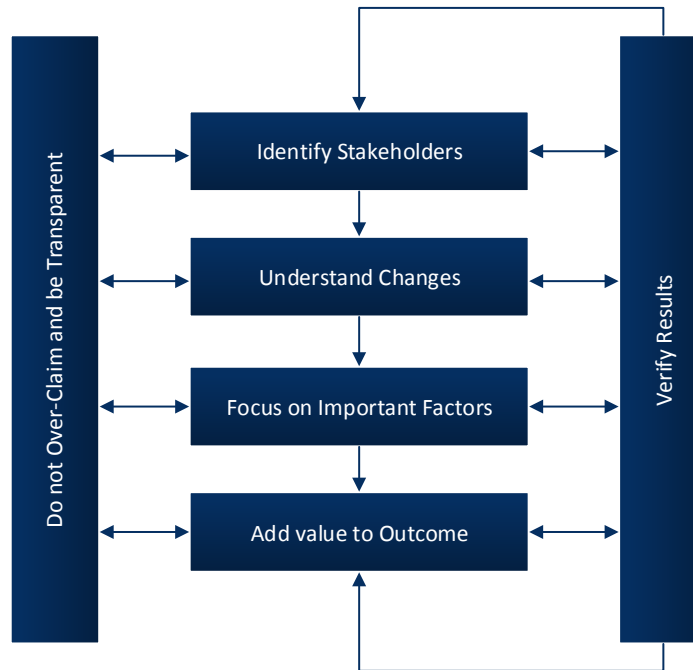 Do not Over-Claim and be Transparent
Identify Stakeholders
Understand Changes
Focus on Important Factors
Add value to Outcome
Verify Results